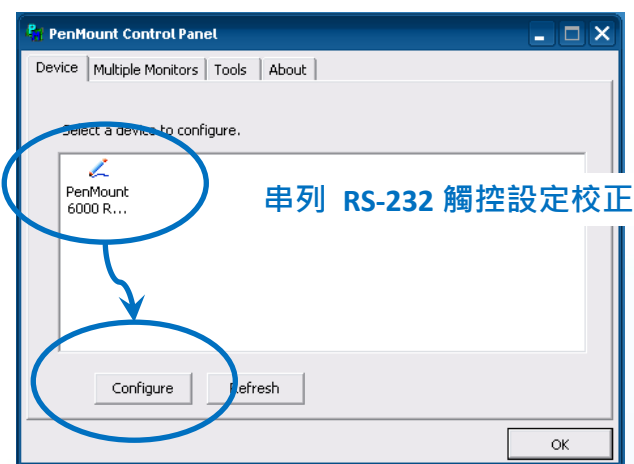 PenMount Control Panel
Device Multiple Monitors Tools About
Select a device to configure.
PenMount
6000 R...
串列 RS-232 觸控設定校正
Configure Refresh
OK